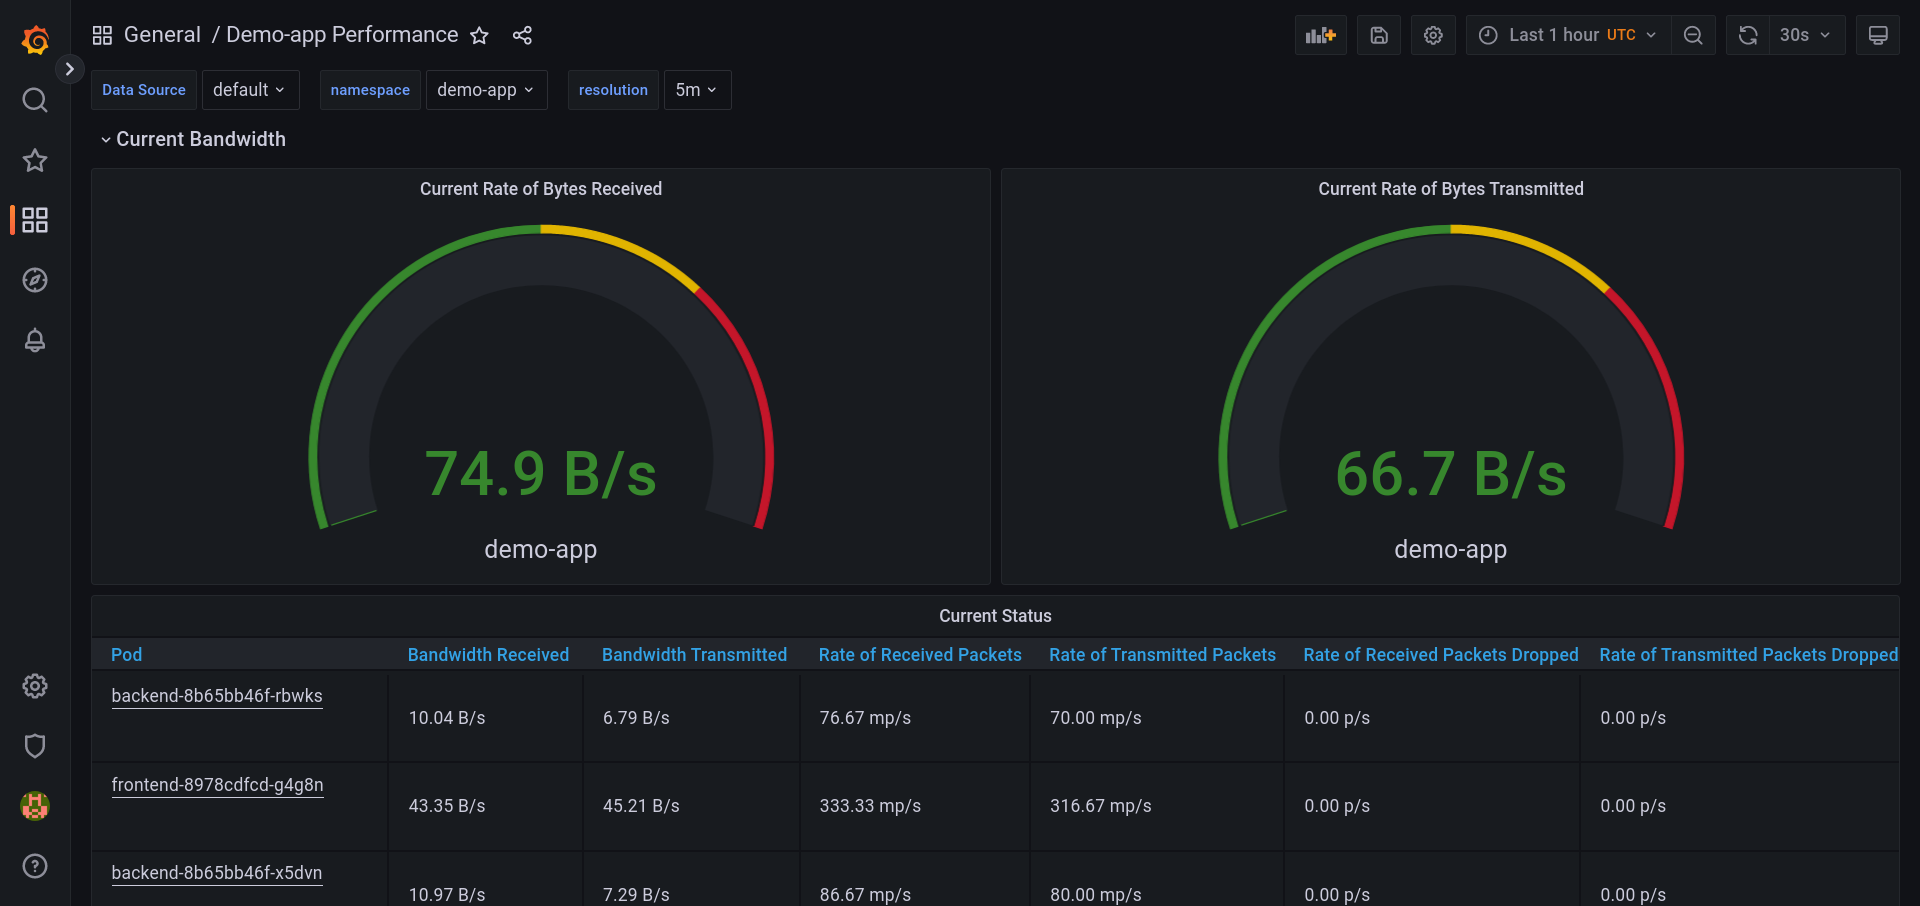 General / Demo-app Performance
Last 1 hour UTC
30s
Data Source default namespace demo-app resolution 5m
Current Bandwidth
Current Rate of Bytes Received
74.9 B/s
demo-app
Current Rate of Bytes Transmitted
66.7 B/s
demo-app
Current Status
Pod Bandwidth Received Bandwidth Transmitted Rate of Received Packets Rate of Transmitted Packets Rate of Received Packets Dropped Rate of Transmitted Packets Dropped
backend-8b65bb46f-rbwks 10.04 B/s 6.79 B/s 76.67 mp/s 70.00 mp/s 0.00 p/s 0.00 p/s
frontend-8978cdfcd-g4g8n 43.35 B/s 45.21 B/s 333.33 mp/s 316.67 mp/s 0.00 p/s 0.00 p/s
backend-8b65bb46f-x5dvn 10.97 B/s 7.29 B/s 86.67 mp/s 80.00 mp/s 0.00 p/s 0.00 p/s